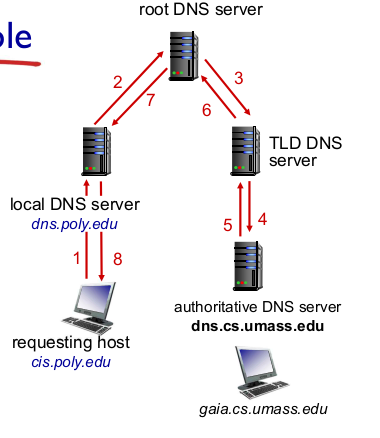 root DNS server
ole
2
3
7
6
TLD DNS
server
local DNS server
dns.poly.edu
5
4
1
8
authoritative DNS server
dns.cs.umass.edu
requesting host
cis.poly.edu
gaia.cs.umass.edu